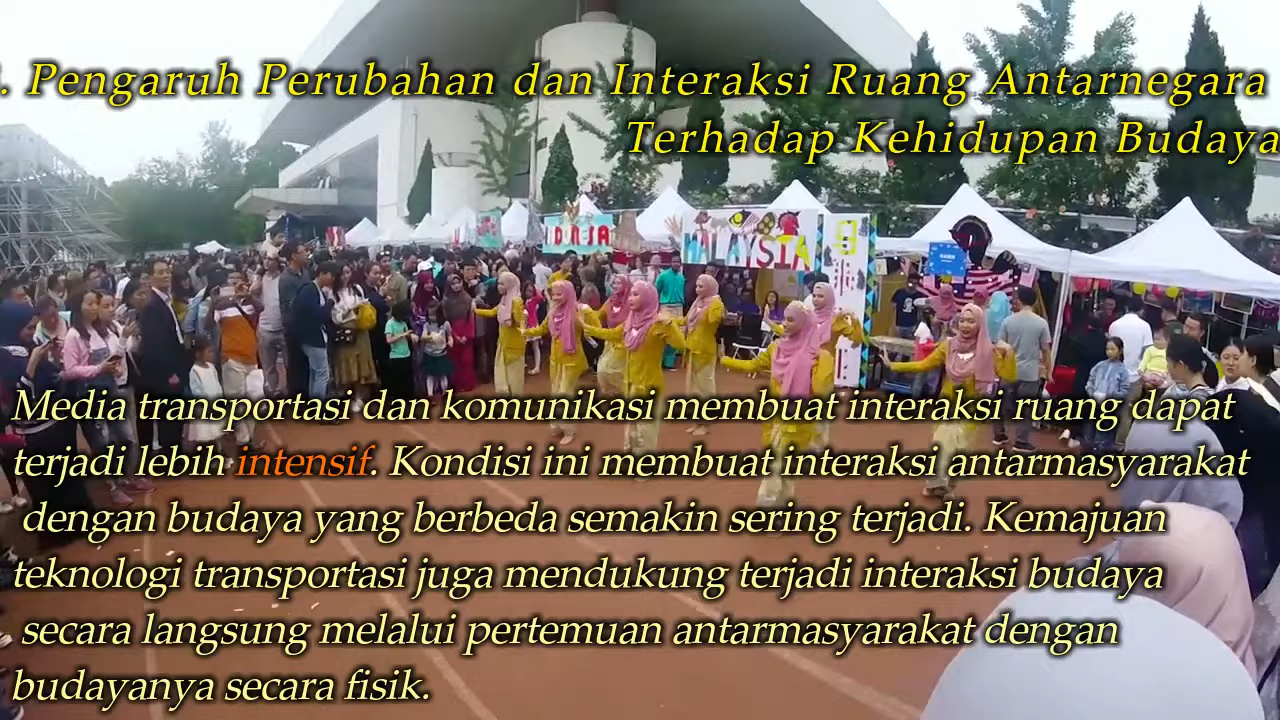 . Pengaruh Perubahan dan Interaksi Ruang Antarnegara
Terhadap Kehidupan Budaya
MALAYSIA
Media transportasi dan komunikasi membuat interaksi ruang dapat
terjadi lebih intensif. Kondisi ini membuat interaksi antarmasyarakat
dengan budaya yang berbeda semakin sering terjadi. Kemajuan
teknologi transportasi juga mendukung terjadi interaksi budaya
secara langsung melalui pertemuan antarmasyarakat dengan
budayanya secara fisik.